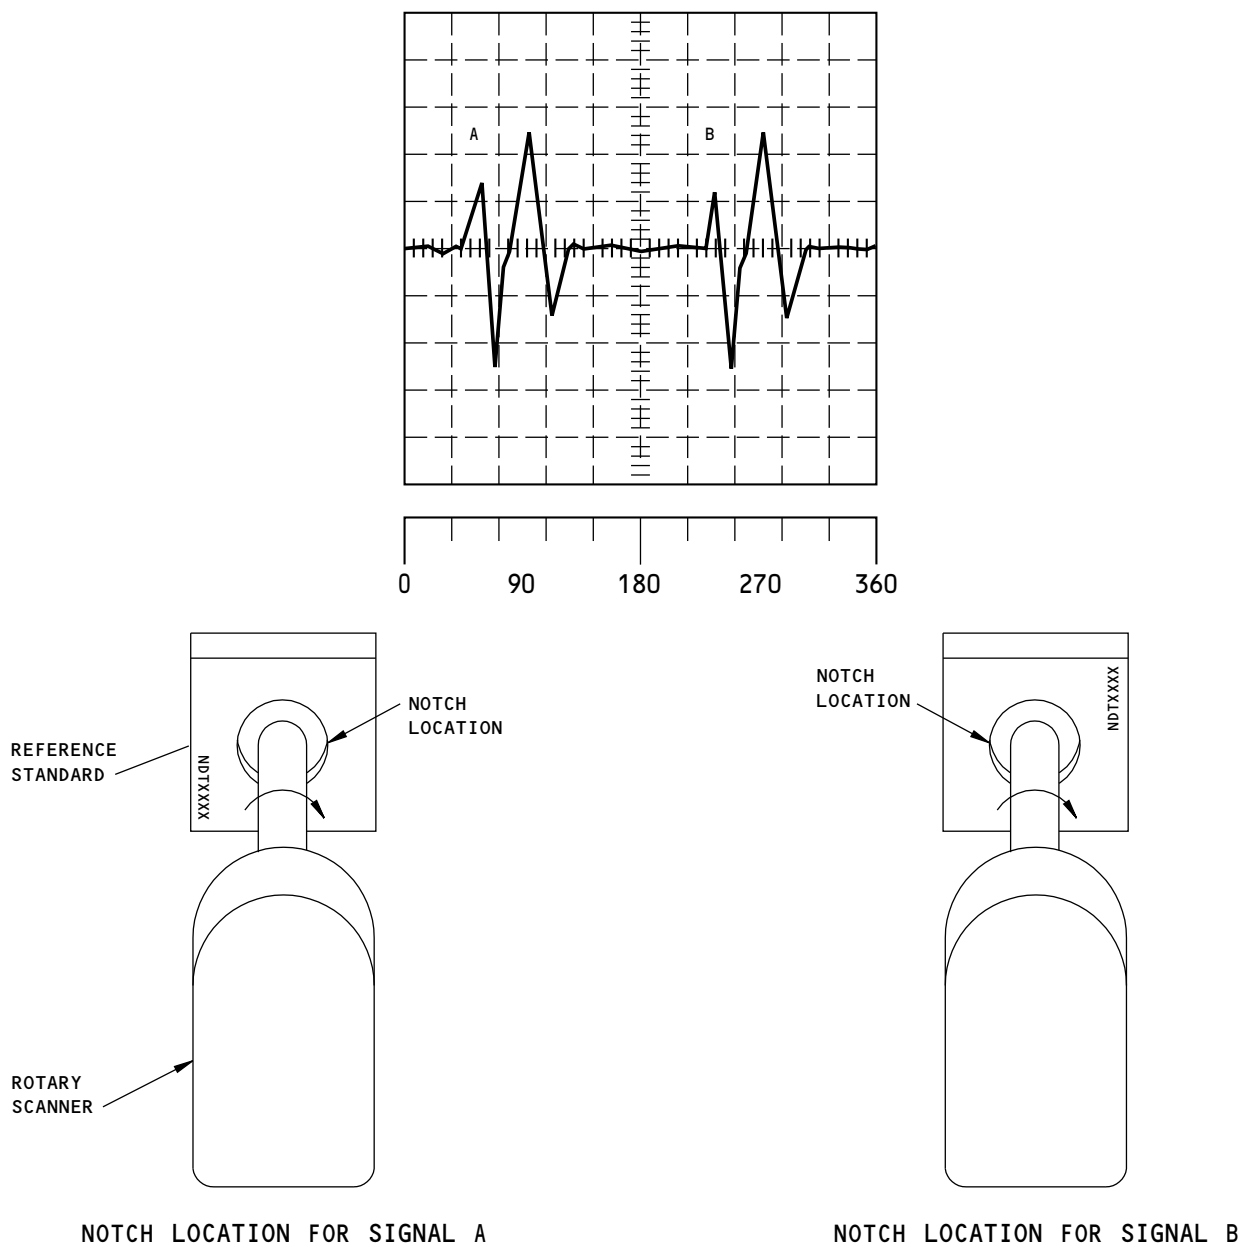 A
B
0 90 180 270 360
NOTCH
LOCATION
REFERENCE
STANDARD
NDTXXXX
ROTARY
SCANNER
NOTCH LOCATION FOR SIGNAL A
NOTCH
LOCATION
NDTXXXX
NOTCH LOCATION FOR SIGNAL B